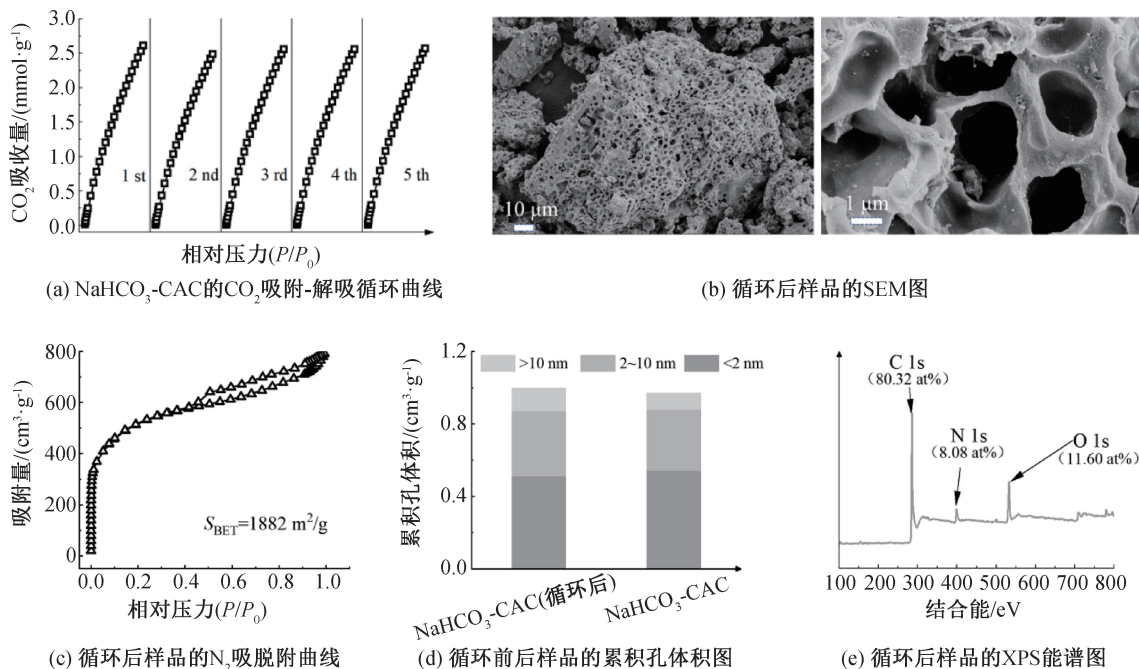 3.0
2.5
2.0
1.5
1.0
0.5
0.0
CO₂吸收量/(mmol·g⁻¹)
1 st
2 nd
3 rd
4 th
5 th
相对压力(P/P₀)
(a) NaHCO₃-CAC的CO₂吸附-解吸循环曲线
10 μm
1 μm
(b) 循环后样品的SEM图
800
600
400
200
0
吸附量/(cm³·g⁻¹)
S_BET=1882 m²/g
0.0 0.2 0.4 0.6 0.8 1.0
相对压力(P/P₀)
(c) 循环后样品的N₂吸脱附曲线
1.2
0.8
0.4
0.0
累积孔体积/(cm³·g⁻¹)
>10 nm 2~10 nm <2 nm
NaHCO₃-CAC(循环后)
NaHCO₃-CAC
(d) 循环前后样品的累积孔体积图
C 1s
(80.32 at%)
N 1s
(8.08 at%)
O 1s
(11.60 at%)
100 200 300 400 500 600 700 800
结合能/eV
(e) 循环后样品的XPS能谱图